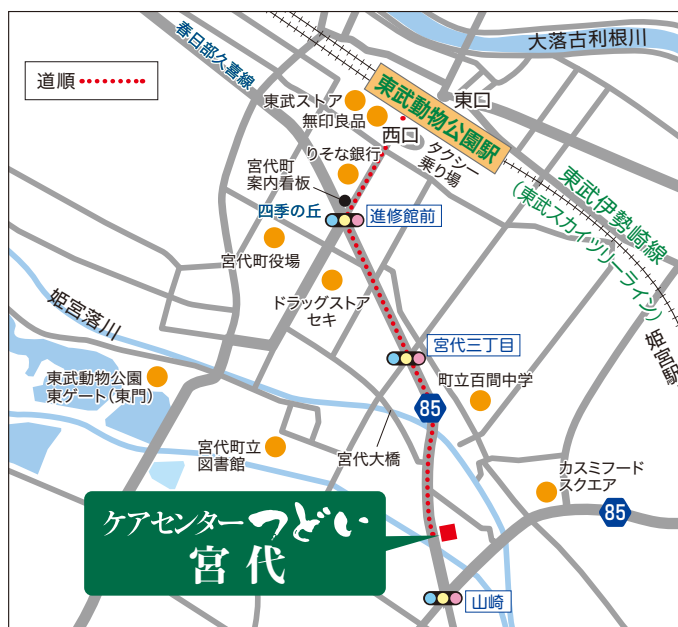 大落古利根川
春日部久喜線
道順
東武動物公園駅
東口
東武ストア
無印良品
西口
タクシー
乗り場
りそな銀行
宮代町
案内看板
四季の丘
進修館前
東武伊勢崎線
(東武スカイツリーライン)
宮代町役場
ドラッグストア
セキ
姫宮落川
宮代三丁目
姫宮駅
東武動物公園
東ゲート(東門)
町立百間中学
85
宮代町立
図書館
宮代大橋
カスミフード
スクエア
85
ケアセンターつどい
宮代
山崎